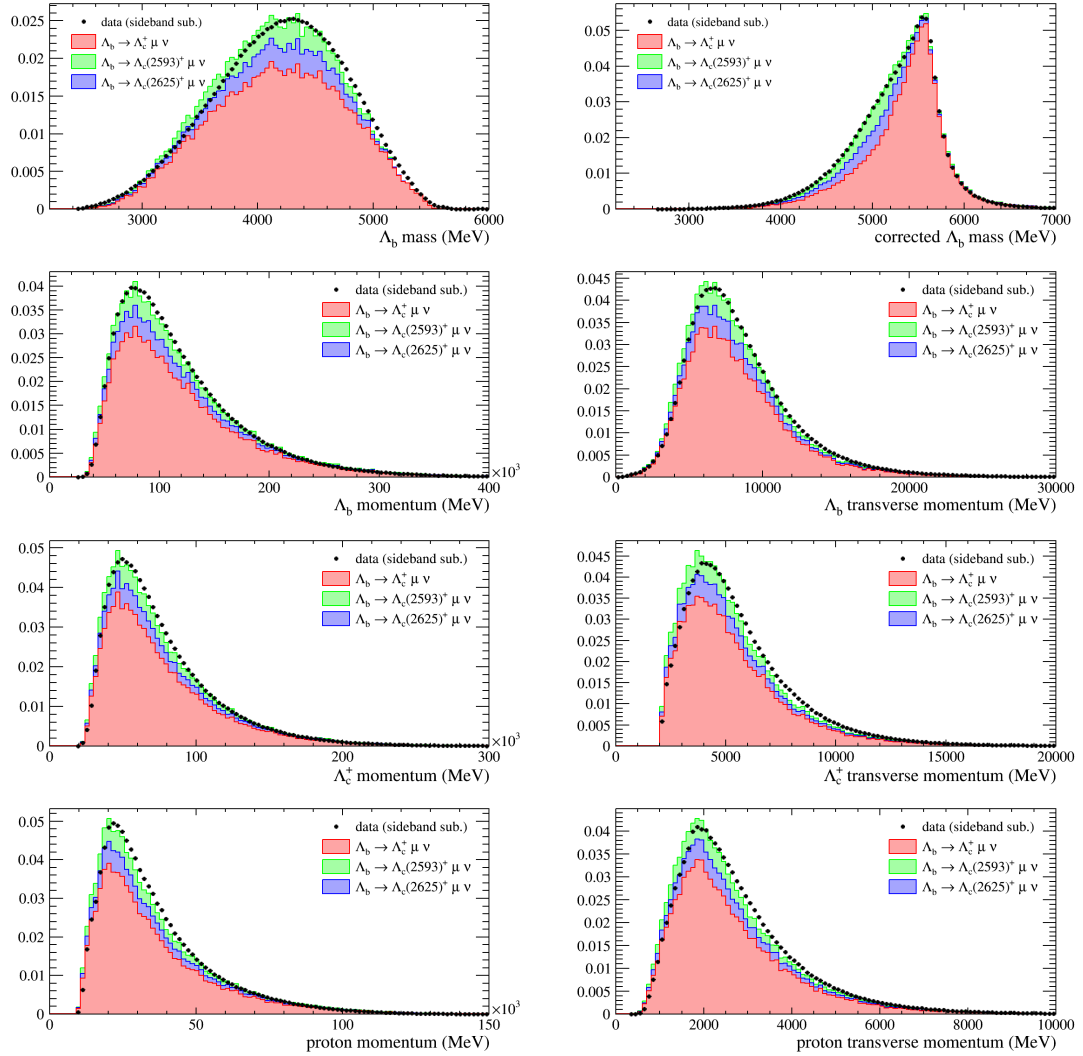 data (sideband sub.)
Λb → Λc+ μ ν
Λb → Λc(2593)+ μ ν
Λb → Λc(2625)+ μ ν
0.025
0.02
0.015
0.01
0.005
0
3000 4000 5000 6000
Λb mass (MeV)
data (sideband sub.)
Λb → Λc+ μ ν
Λb → Λc(2593)+ μ ν
Λb → Λc(2625)+ μ ν
0.05
0.04
0.03
0.02
0.01
0
3000 4000 5000 6000 7000
corrected Λb mass (MeV)
data (sideband sub.)
Λb → Λc+ μ ν
Λb → Λc(2593)+ μ ν
Λb → Λc(2625)+ μ ν
0.04
0.035
0.03
0.025
0.02
0.015
0.01
0.005
0
×10³
0 100 200 300 400
Λb momentum (MeV)
data (sideband sub.)
Λb → Λc+ μ ν
Λb → Λc(2593)+ μ ν
Λb → Λc(2625)+ μ ν
0.045
0.04
0.035
0.03
0.025
0.02
0.015
0.01
0.005
0
0 10000 20000 30000
Λb transverse momentum (MeV)
data (sideband sub.)
Λb → Λc+ μ ν
Λb → Λc(2593)+ μ ν
Λb → Λc(2625)+ μ ν
0.05
0.04
0.03
0.02
0.01
0
×10³
0 100 200 300
Λc+ momentum (MeV)
data (sideband sub.)
Λb → Λc+ μ ν
Λb → Λc(2593)+ μ ν
Λb → Λc(2625)+ μ ν
0.045
0.04
0.035
0.03
0.025
0.02
0.015
0.01
0.005
0
5000 10000 15000 20000
Λc+ transverse momentum (MeV)
data (sideband sub.)
Λb → Λc+ μ ν
Λb → Λc(2593)+ μ ν
Λb → Λc(2625)+ μ ν
0.05
0.04
0.03
0.02
0.01
0
×10³
0 50 100 150
proton momentum (MeV)
data (sideband sub.)
Λb → Λc+ μ ν
Λb → Λc(2593)+ μ ν
Λb → Λc(2625)+ μ ν
0.04
0.035
0.03
0.025
0.02
0.015
0.01
0.005
0
0 2000 4000 6000 8000 10000
proton transverse momentum (MeV)